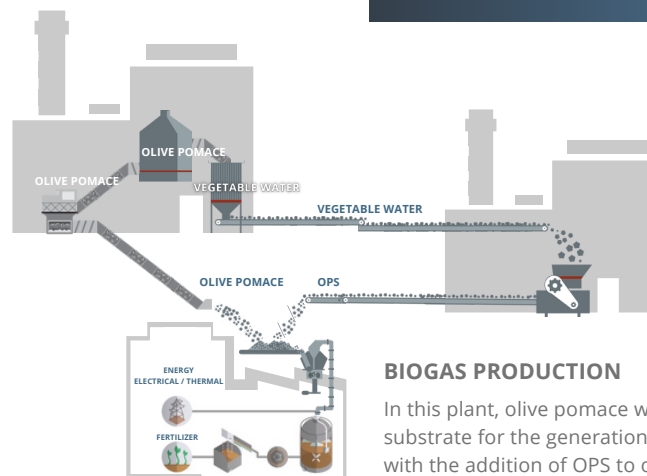 OLIVE POMACE
OLIVE POMACE
VEGETABLE WATER
VEGETABLE WATER
OLIVE POMACE
OPS
ENERGY
ELECTRICAL / THERMAL
FERTILIZER
BIOGAS PRODUCTION
In this plant, olive pomace w
substrate for the generation
with the addition of OPS to